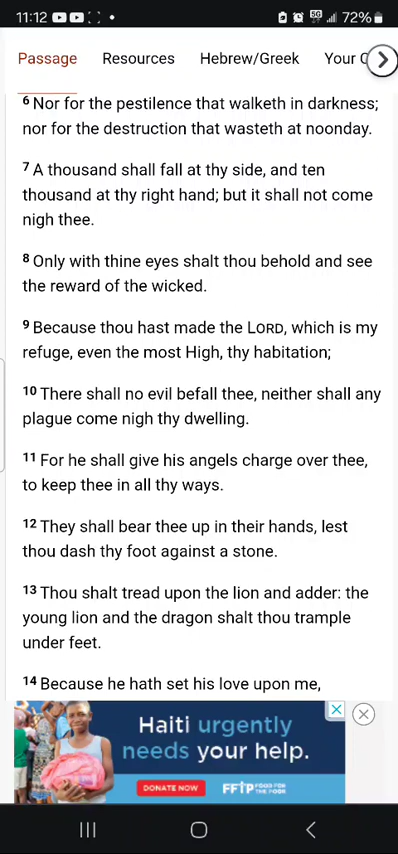 11:12 5G 72%
Passage Resources Hebrew/Greek Your C
6 Nor for the pestilence that walketh in darkness;
nor for the destruction that wasteth at noonday.
7 A thousand shall fall at thy side, and ten
thousand at thy right hand; but it shall not come
nigh thee.
8 Only with thine eyes shalt thou behold and see
the reward of the wicked.
9 Because thou hast made the LORD, which is my
refuge, even the most High, thy habitation;
10 There shall no evil befall thee, neither shall any
plague come nigh thy dwelling.
11 For he shall give his angels charge over thee,
to keep thee in all thy ways.
12 They shall bear thee up in their hands, lest
thou dash thy foot against a stone.
13 Thou shalt tread upon the lion and adder: the
young lion and the dragon shalt thou trample
under feet.
14 Because he hath set his love upon me,
Haiti urgently
needs your help.
DONATE NOW FFTP FOOD FOR
THE POOR